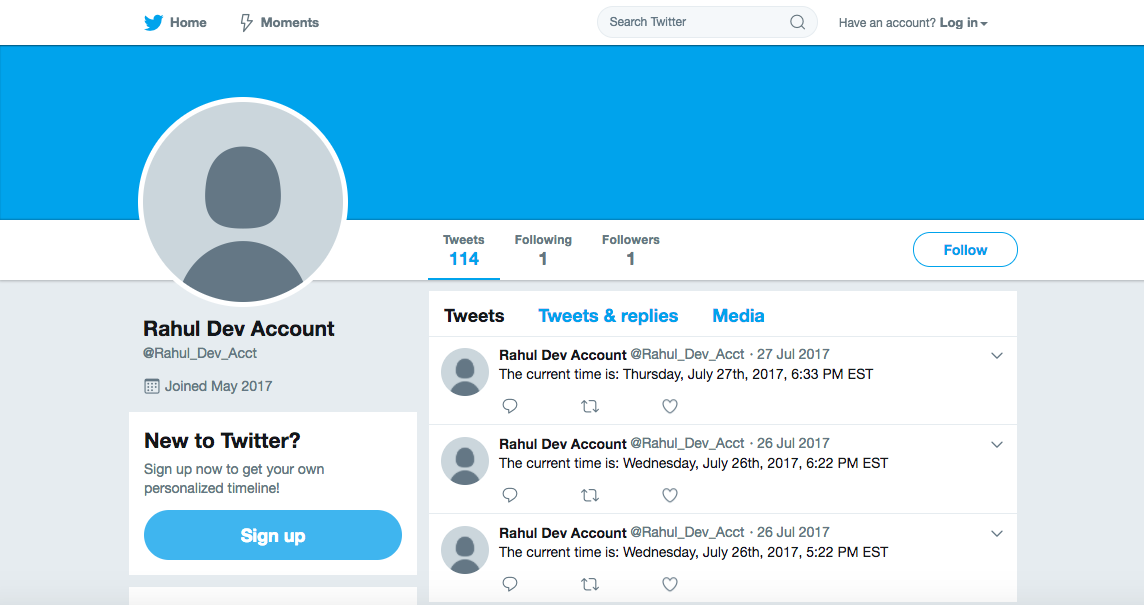 Home
Moments
Search Twitter
Have an account? Log in
Tweets
114
Following
1
Followers
1
Follow
Rahul Dev Account
@Rahul_Dev_Acct
Joined May 2017
New to Twitter?
Sign up now to get your own
personalized timeline!
Sign up
Tweets Tweets & replies Media
Rahul Dev Account @Rahul_Dev_Acct · 27 Jul 2017
The current time is: Thursday, July 27th, 2017, 6:33 PM EST
Rahul Dev Account @Rahul_Dev_Acct · 26 Jul 2017
The current time is: Wednesday, July 26th, 2017, 6:22 PM EST
Rahul Dev Account @Rahul_Dev_Acct · 26 Jul 2017
The current time is: Wednesday, July 26th, 2017, 5:22 PM EST